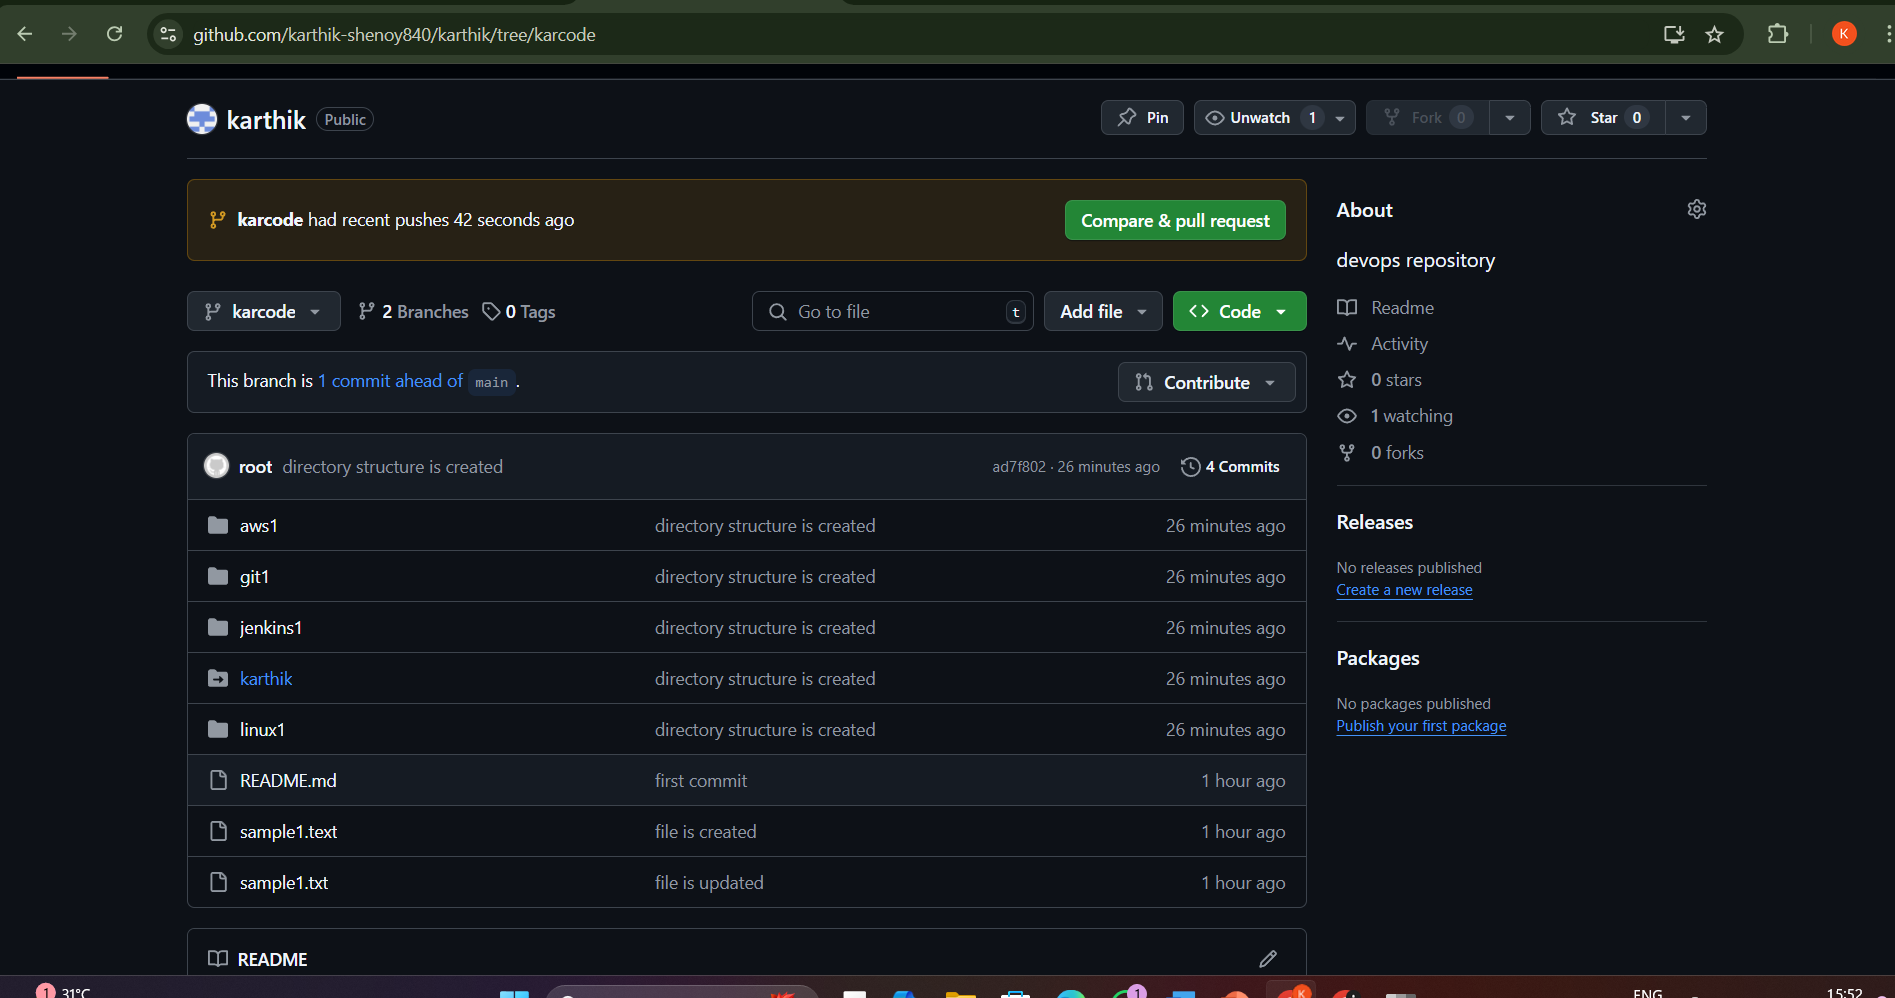 github.com/karthik-shenoy840/karthik/tree/karcode
K
karthik Public
Pin
Unwatch 1
Fork 0
Star 0
karcode had recent pushes 42 seconds ago
Compare & pull request
karcode
2 Branches
0 Tags
Go to file
t
Add file
Code
This branch is 1 commit ahead of main .
Contribute
root directory structure is created
ad7f802 · 26 minutes ago
4 Commits
aws1 directory structure is created 26 minutes ago
git1 directory structure is created 26 minutes ago
jenkins1 directory structure is created 26 minutes ago
karthik directory structure is created 26 minutes ago
linux1 directory structure is created 26 minutes ago
README.md first commit 1 hour ago
sample1.text file is created 1 hour ago
sample1.txt file is updated 1 hour ago
README
About
devops repository
Readme
Activity
0 stars
1 watching
0 forks
Releases
No releases published
Create a new release
Packages
No packages published
Publish your first package
1
31°C
1
K
ENG
15:52